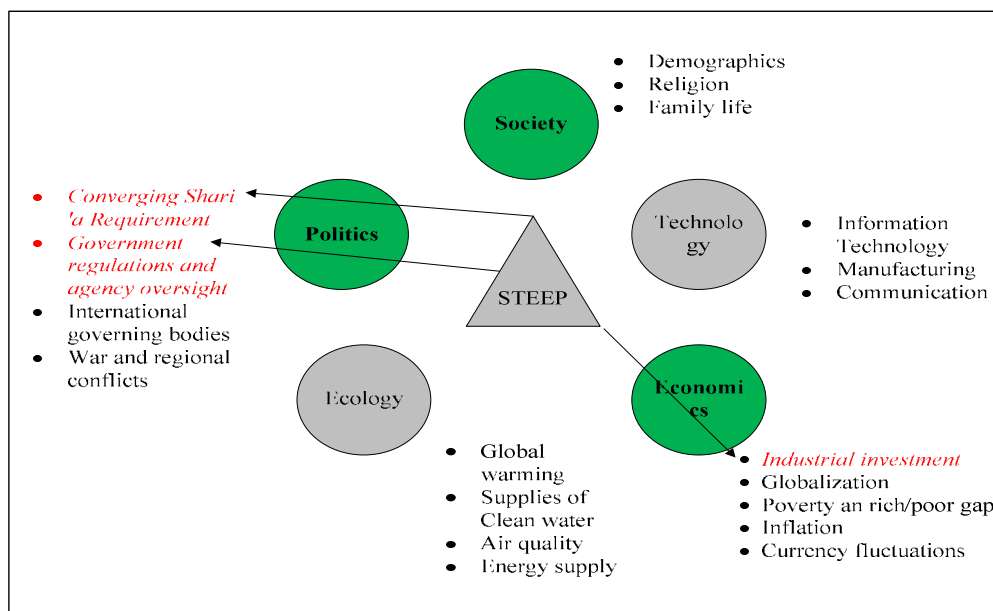 Society
• Demographics
• Religion
• Family life
Politics
• Converging Shari
'a Requirement
• Government
regulations and
agency oversight
• International
governing bodies
• War and regional
conflicts
Technolo
gy
• Information
Technology
• Manufacturing
• Communication
STEEP
Ecology
• Global
warming
• Supplies of
Clean water
• Air quality
• Energy supply
Economi
cs
• Industrial investment
• Globalization
• Poverty an rich/poor gap
• Inflation
• Currency fluctuations